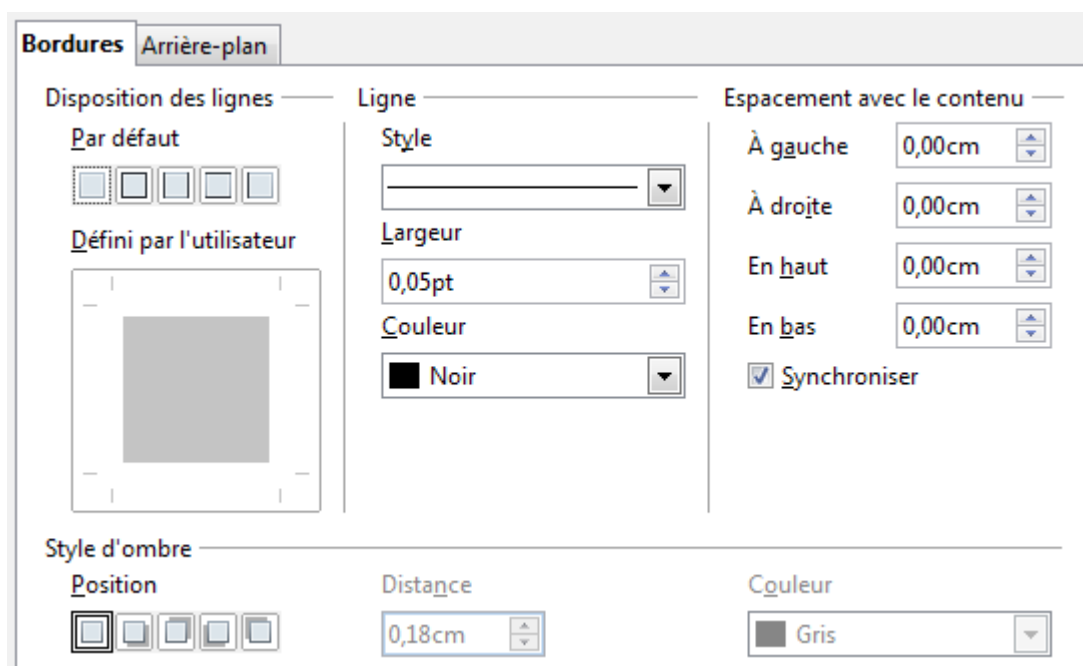 Bordures Arrière-plan
Disposition des lignes
Par défaut
Défini par l'utilisateur
Ligne
Style
Largeur
0,05pt
Couleur
Noir
Espacement avec le contenu
À gauche 0,00cm
À droite 0,00cm
En haut 0,00cm
En bas 0,00cm
Synchroniser
Style d'ombre
Position
Distance
0,18cm
Couleur
Gris